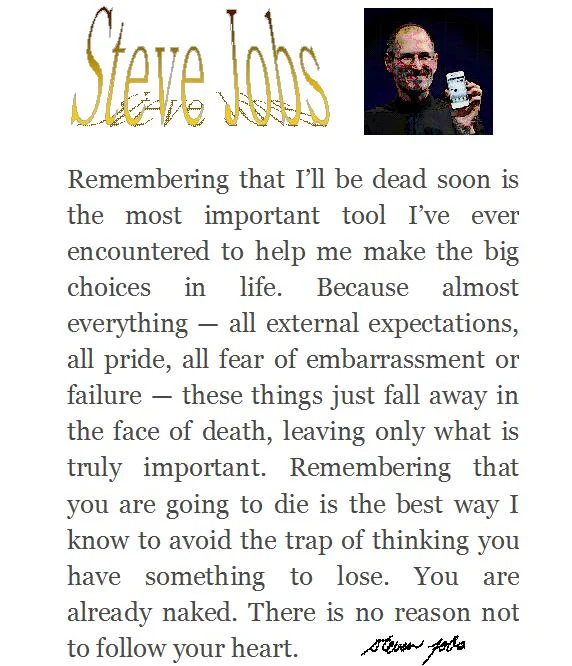 Steve Jobs
Remembering that I’ll be dead soon is
the most important tool I’ve ever
encountered to help me make the big
choices in life. Because almost
everything — all external expectations,
all pride, all fear of embarrassment or
failure — these things just fall away in
the face of death, leaving only what is
truly important. Remembering that
you are going to die is the best way I
know to avoid the trap of thinking you
have something to lose. You are
already naked. There is no reason not
to follow your heart.
steven jobs